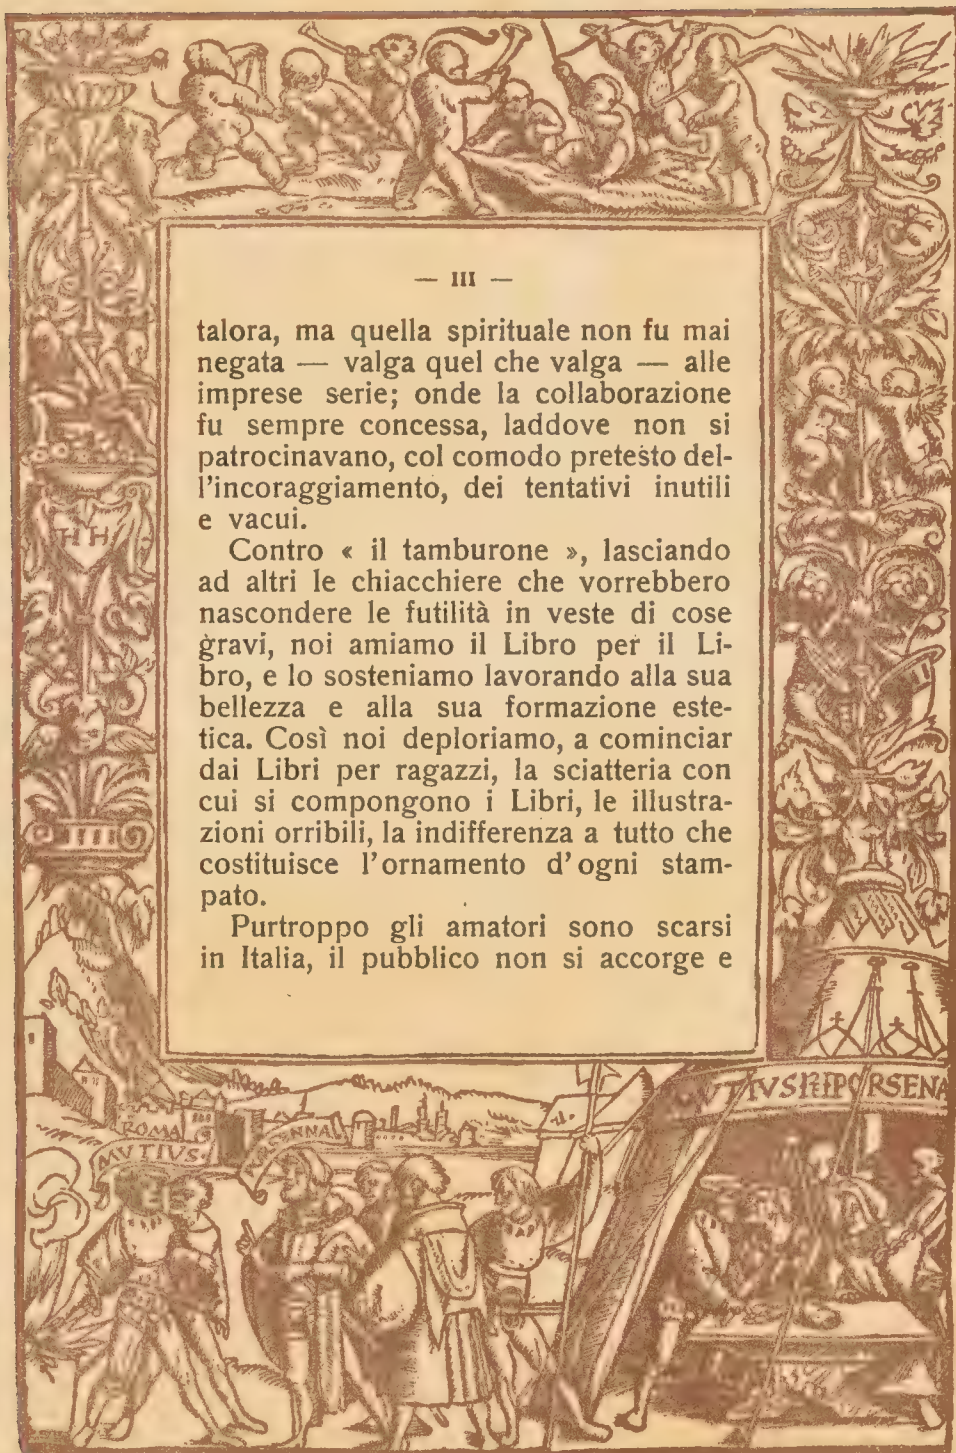 — III —
talora, ma quella spirituale non fu mai
negata — valga quel che valga — alle
imprese serie; onde la collaborazione
fu sempre concessa, laddove non si
patrocinavano, col comodo pretesto del-
l'incoraggiamento, dei tentativi inutili
e vacui.
Contro « il tamburone », lasciando
ad altri le chiacchiere che vorrebbero
nascondere le futilità in veste di cose
gravi, noi amiamo il Libro per il Li-
bro, e lo sosteniamo lavorando alla sua
bellezza e alla sua formazione este-
tica. Così noi deploriamo, a cominciar
dai Libri per ragazzi, la sciatteria con
cui si compongono i Libri, le illustra-
zioni orribili, la indifferenza a tutto che
costituisce l'ornamento d'ogni stam-
pato.
Purtroppo gli amatori sono scarsi
in Italia, il pubblico non si accorge e
H H
ROMA
MVTIVS
PORSENA